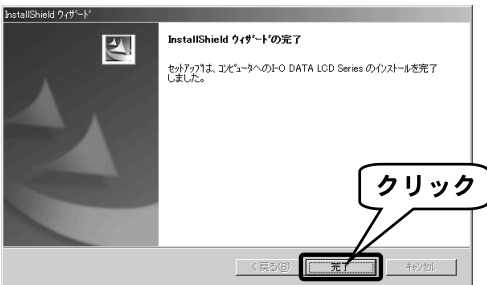 InstallShield ウィザード
InstallShield ウィザードの完了
セットアップは、コンピュータへのI-O DATA LCD Series のインストールを完了
しました。
クリック
< 戻る(B)
完了
キャンセル